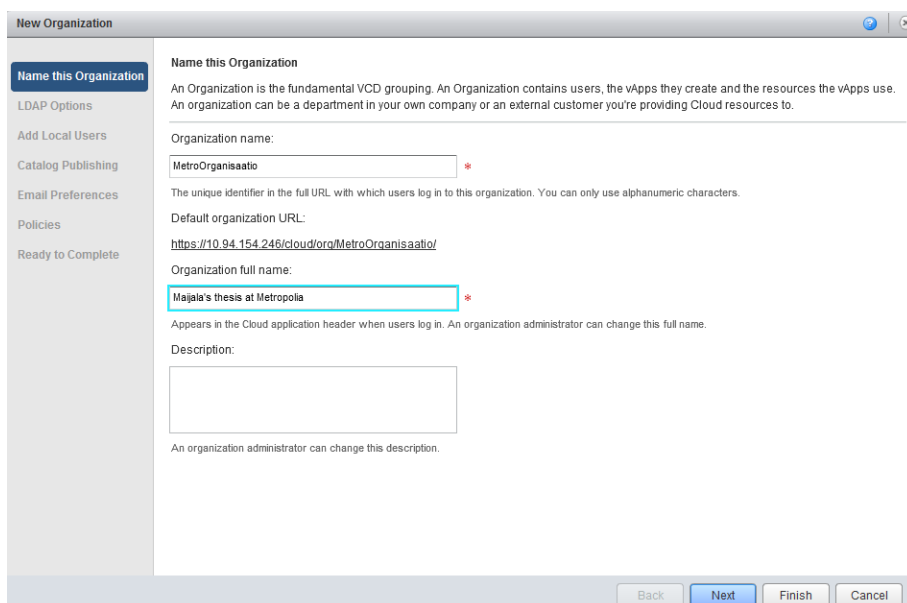 New Organization
Name this Organization
LDAP Options
Add Local Users
Catalog Publishing
Email Preferences
Policies
Ready to Complete
Name this Organization
An Organization is the fundamental VCD grouping. An Organization contains users, the vApps they create and the resources the vApps use.
An organization can be a department in your own company or an external customer you're providing Cloud resources to.
Organization name:
MetroOrganisaatio *
The unique identifier in the full URL with which users log in to this organization. You can only use alphanumeric characters.
Default organization URL:
https://10.94.154.246/cloud/org/MetroOrganisaatio/
Organization full name:
Maijala's thesis at Metropolia *
Appears in the Cloud application header when users log in. An organization administrator can change this full name.
Description:
An organization administrator can change this description.
Back Next Finish Cancel